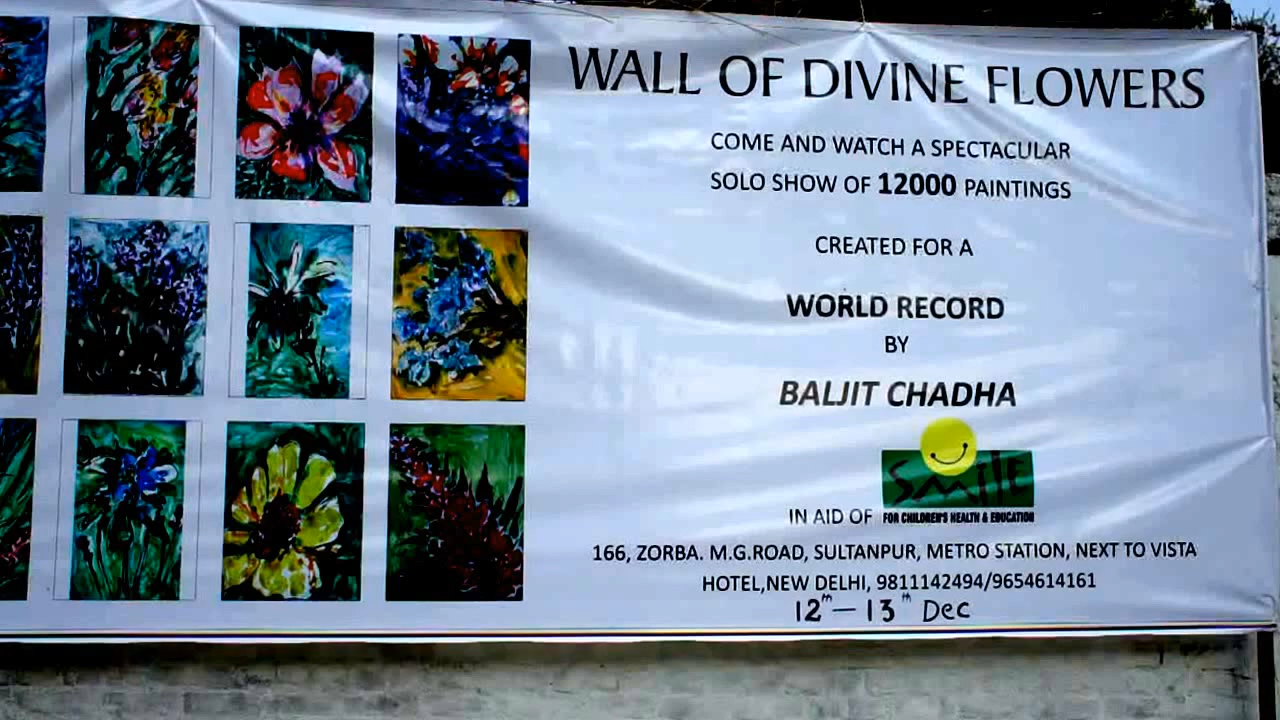 WALL OF DIVINE FLOWERS
COME AND WATCH A SPECTACULAR
SOLO SHOW OF 12000 PAINTINGS
CREATED FOR A
WORLD RECORD
BY
BALJIT CHADHA
SMILE
IN AID OF FOR CHILDREN'S HEALTH & EDUCATION
166, ZORBA. M.G.ROAD, SULTANPUR, METRO STATION, NEXT TO VISTA
HOTEL,NEW DELHI, 9811142494/9654614161
12th — 13th Dec